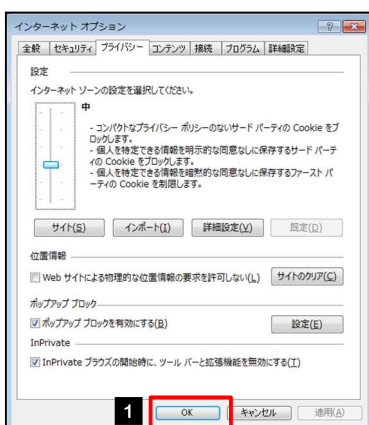 インターネット オプション
全般 セキュリティ プライバシー コンテンツ 接続 プログラム 詳細設定
設定
インターネット ゾーンの設定を選択してください。
中
- コンパクトなプライバシー ポリシーのないサード パーティの Cookie をブ
ロックします。
- 個人を特定できる情報を明示的な同意なしに保存するサード パーテ
ィの Cookie をブロックします。
- 個人を特定できる情報を暗黙的な同意なしに保存するファースト パ
ーティの Cookie を制限します。
サイト(S) インポート(I) 詳細設定(V) 既定(D)
位置情報
Web サイトによる物理的な位置情報の要求を許可しない(L) サイトのクリア(C)
ポップアップ ブロック
ポップアップ ブロックを有効にする(B) 設定(E)
InPrivate
InPrivate ブラウズの開始時に、ツール バーと拡張機能を無効にする(T)
1 OK キャンセル 適用(A)